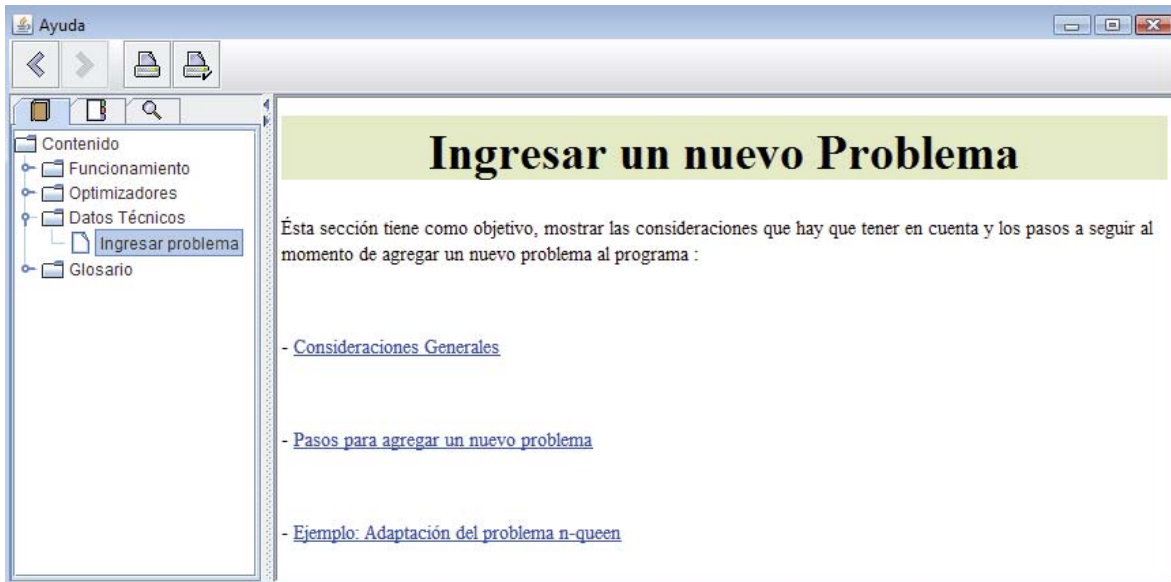 Ayuda
Contenido
Funcionamiento
Optimizadores
Datos Técnicos
Ingresar problema
Glosario
Ingresar un nuevo Problema
Ésta sección tiene como objetivo, mostrar las consideraciones que hay que tener en cuenta y los pasos a seguir al
momento de agregar un nuevo problema al programa :
- Consideraciones Generales
- Pasos para agregar un nuevo problema
- Ejemplo: Adaptación del problema n-queen